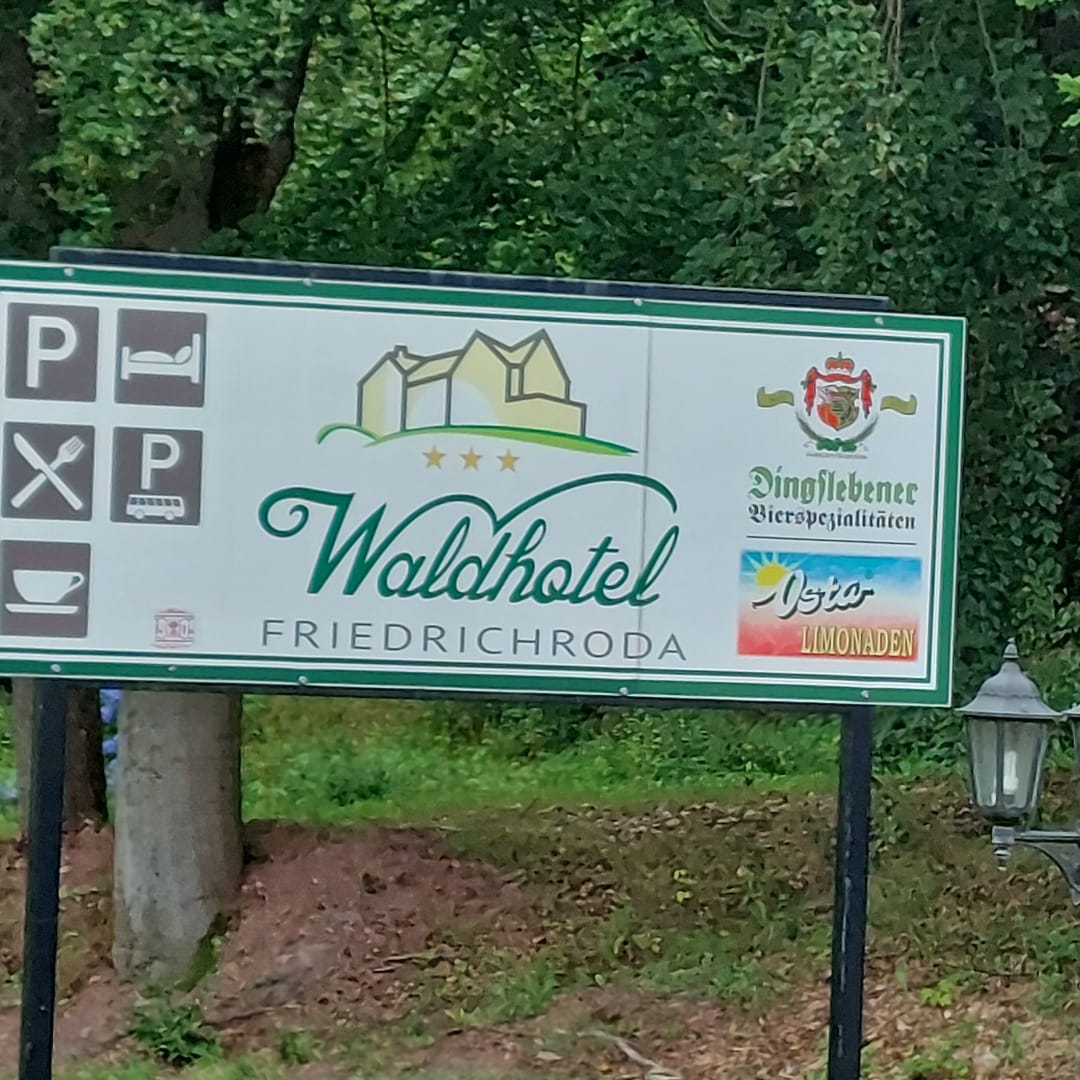 P
P
Waldhotel
FRIEDRICHRODA
Dingslebener
Bierspezialitäten
Osta
LIMONADEN